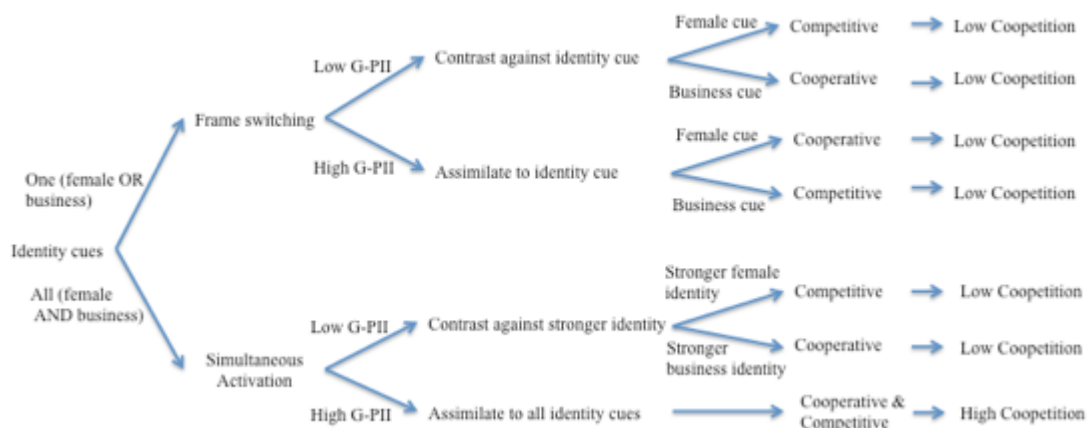 Female cue
Competitive
Low Coopetition
Low G-PII
Contrast against identity cue
Business cue
Cooperative
Low Coopetition
Frame switching
High G-PII
Assimilate to identity cue
Female cue
Cooperative
Low Coopetition
Business cue
Competitive
Low Coopetition
One (female OR
business)
Identity cues
All (female
AND business)
Stronger female
identity
Competitive
Low Coopetition
Low G-PII
Contrast against stronger identity
Stronger
business identity
Cooperative
Low Coopetition
Simultaneous
Activation
High G-PII
Assimilate to all identity cues
Cooperative &
Competitive
High Coopetition